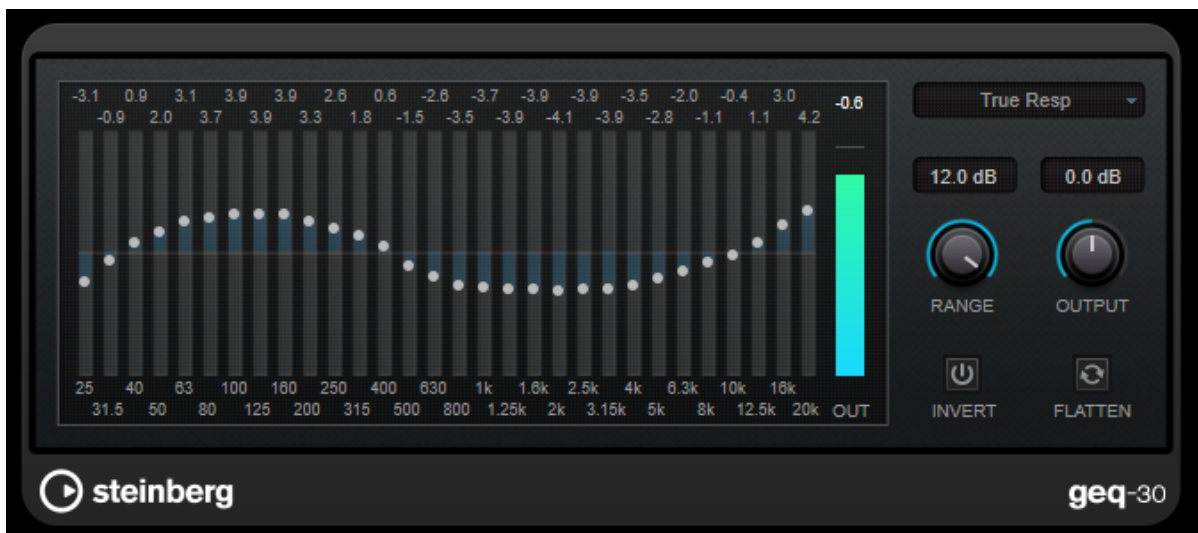 -3.1 0.9 3.1 3.9 3.9 2.6 0.6 -2.6 -3.7 -3.9 -3.9 -3.5 -2.0 -0.4 3.0
-0.9 2.0 3.7 3.9 3.3 1.8 -1.5 -3.5 -3.9 -4.1 -3.9 -2.8 -1.1 1.1 4.2
-0.6
True Resp
12.0 dB 0.0 dB
RANGE OUTPUT
25 40 63 100 160 250 400 630 1k 1.6k 2.5k 4k 6.3k 10k 16k
31.5 50 80 125 200 315 500 800 1.25k 2k 3.15k 5k 8k 12.5k 20k OUT
INVERT FLATTEN
steinberg
geq-30